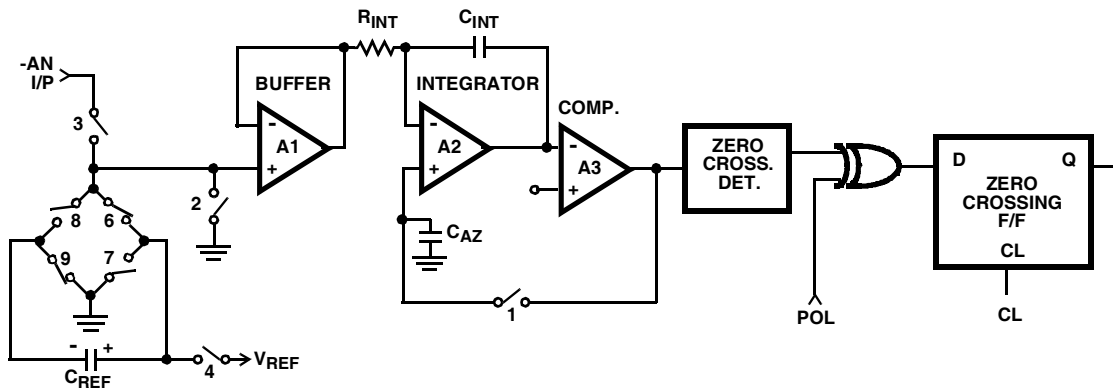 R_INT
C_INT
-AN
I/P
BUFFER
INTEGRATOR
COMP.
3
-
A1
+
-
A2
+
-
A3
+
ZERO
CROSS.
DET.
D
Q
ZERO
CROSSING
F/F
CL
2
8
6
9
7
C_AZ
1
POL
CL
-
+
C_REF
4
V_REF